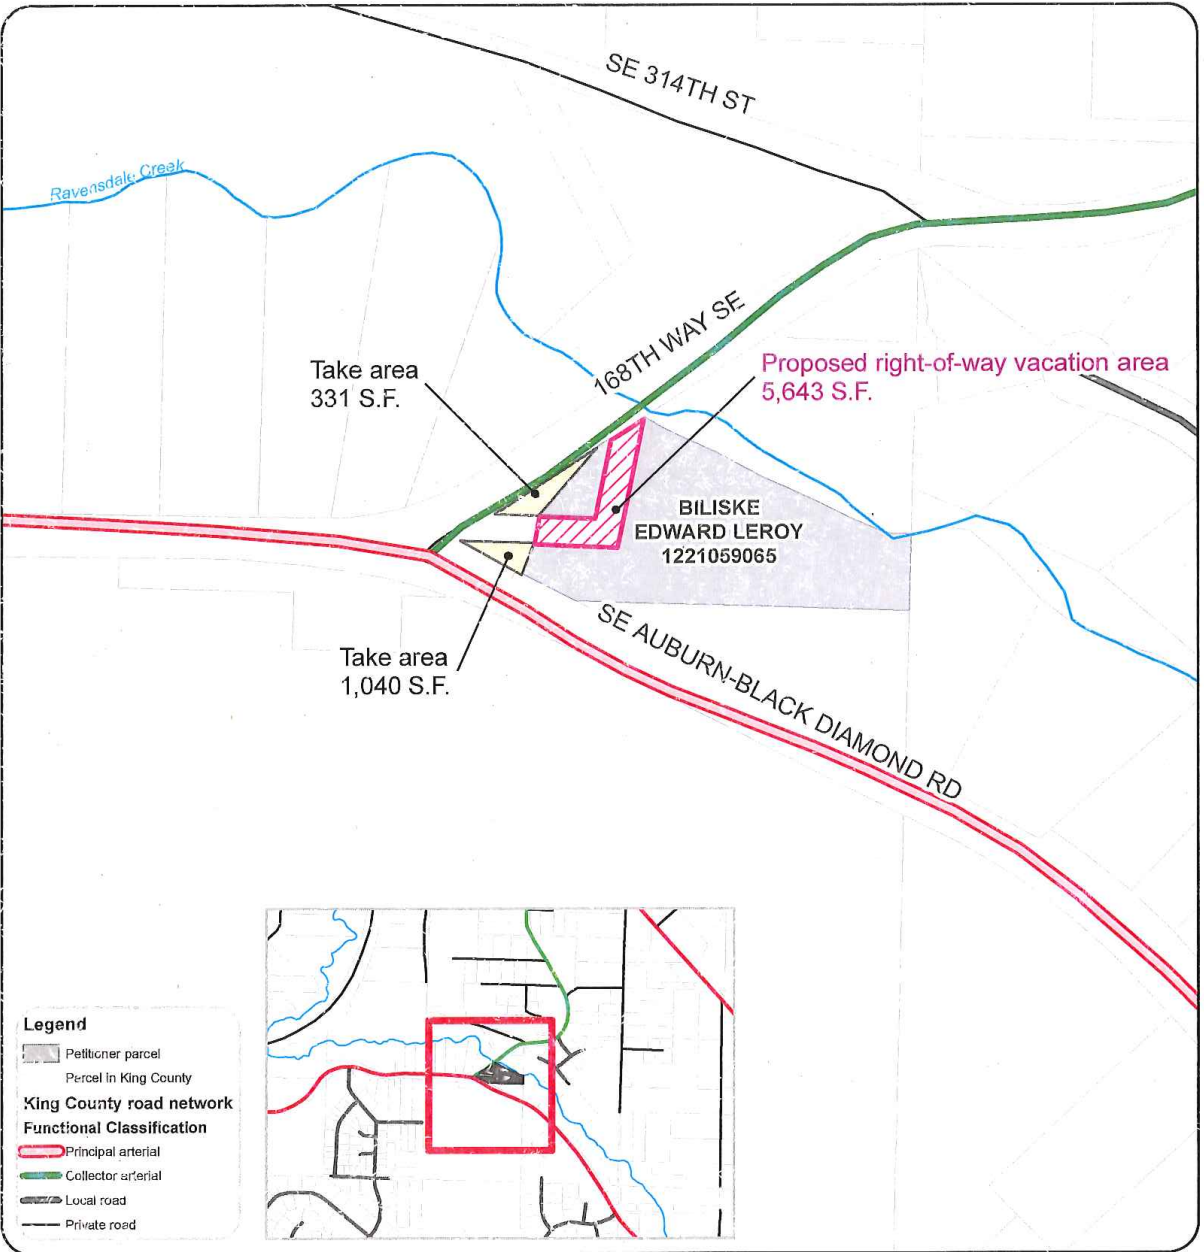 SE 314TH ST
Ravensdale Creek
168TH WAY SE
Take area
331 S.F.
Proposed right-of-way vacation area
5,643 S.F.
BILISKE
EDWARD LEROY
1221059065
Take area
1,040 S.F.
SE AUBURN-BLACK DIAMOND RD
Legend
Petitioner parcel
Parcel in King County
King County road network
Functional Classification
Principal arterial
Collector arterial
Local road
Private road